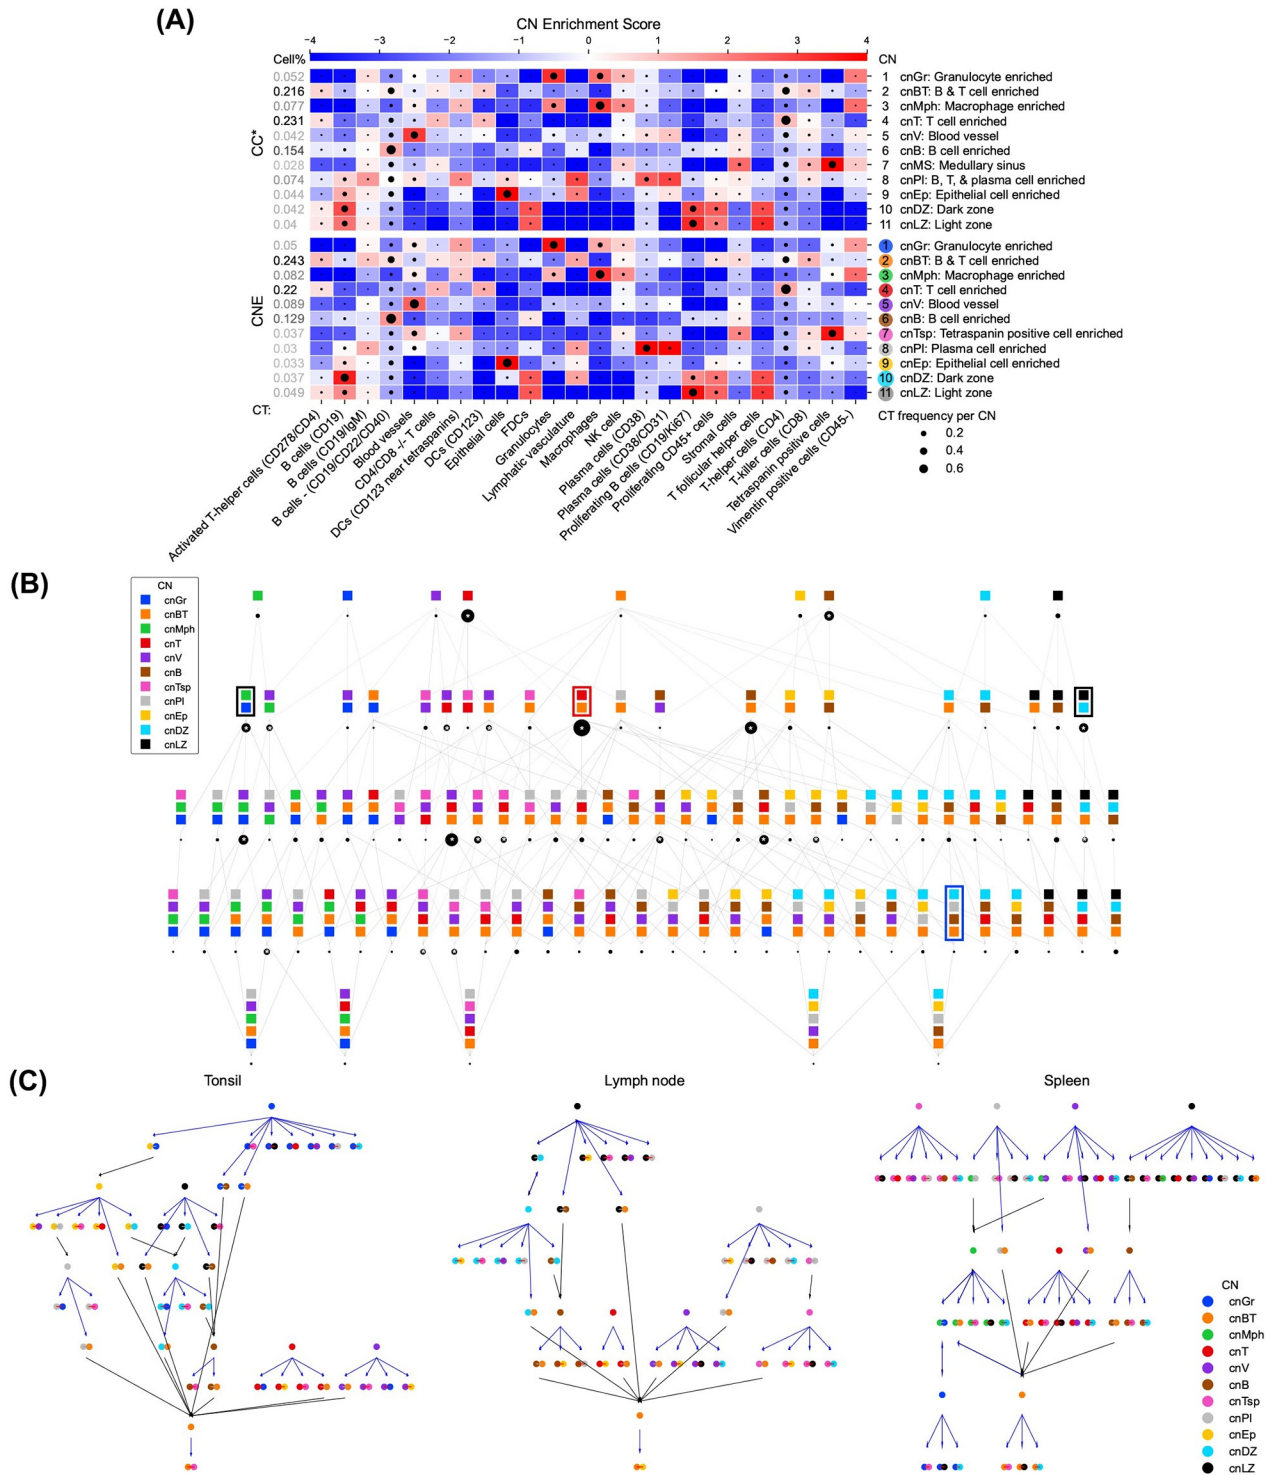 (A)
CN Enrichment Score
−4 −3 −2 −1 0 1 2 3 4
Cell% CN
CC*
0.052 1 cnGr: Granulocyte enriched
0.216 2 cnBT: B & T cell enriched
0.077 3 cnMph: Macrophage enriched
0.231 4 cnT: T cell enriched
0.042 5 cnV: Blood vessel
0.154 6 cnB: B cell enriched
0.028 7 cnMS: Medullary sinus
0.074 8 cnPl: B, T, & plasma cell enriched
0.044 9 cnEp: Epithelial cell enriched
0.042 10 cnDZ: Dark zone
0.04 11 cnLZ: Light zone
CNE
0.05 1 cnGr: Granulocyte enriched
0.243 2 cnBT: B & T cell enriched
0.082 3 cnMph: Macrophage enriched
0.22 4 cnT: T cell enriched
0.089 5 cnV: Blood vessel
0.129 6 cnB: B cell enriched
0.037 7 cnTsp: Tetraspanin positive cell enriched
0.03 8 cnPl: Plasma cell enriched
0.033 9 cnEp: Epithelial cell enriched
0.037 10 cnDZ: Dark zone
0.049 11 cnLZ: Light zone
CT:
Activated T-helper cells (CD278/CD4)
B cells (CD19)
B cells (CD19/IgM)
B cells - (CD19/CD22/CD40)
Blood vessels
CD4/CD8 -/- T cells
DCs (CD123 near tetraspanins)
DCs (CD123)
Epithelial cells
FDCs
Granulocytes
Lymphatic vasculature
Macrophages
NK cells
Plasma cells (CD38)
Plasma cells (CD38/CD31)
Proliferating B cells (CD19/Ki67)
Proliferating CD45+ cells
Stromal cells
T follicular helper cells
T-helper cells (CD4)
T-killer cells (CD8)
Tetraspanin positive cells
Vimentin positive cells (CD45-)
CT frequency per CN
0.2
0.4
0.6
(B)
CN
cnGr
cnBT
cnMph
cnT
cnV
cnB
cnTsp
cnPl
cnEp
cnDZ
cnLZ
(C)
Tonsil
Lymph node
Spleen
CN
cnGr
cnBT
cnMph
cnT
cnV
cnB
cnTsp
cnPl
cnEp
cnDZ
cnLZ